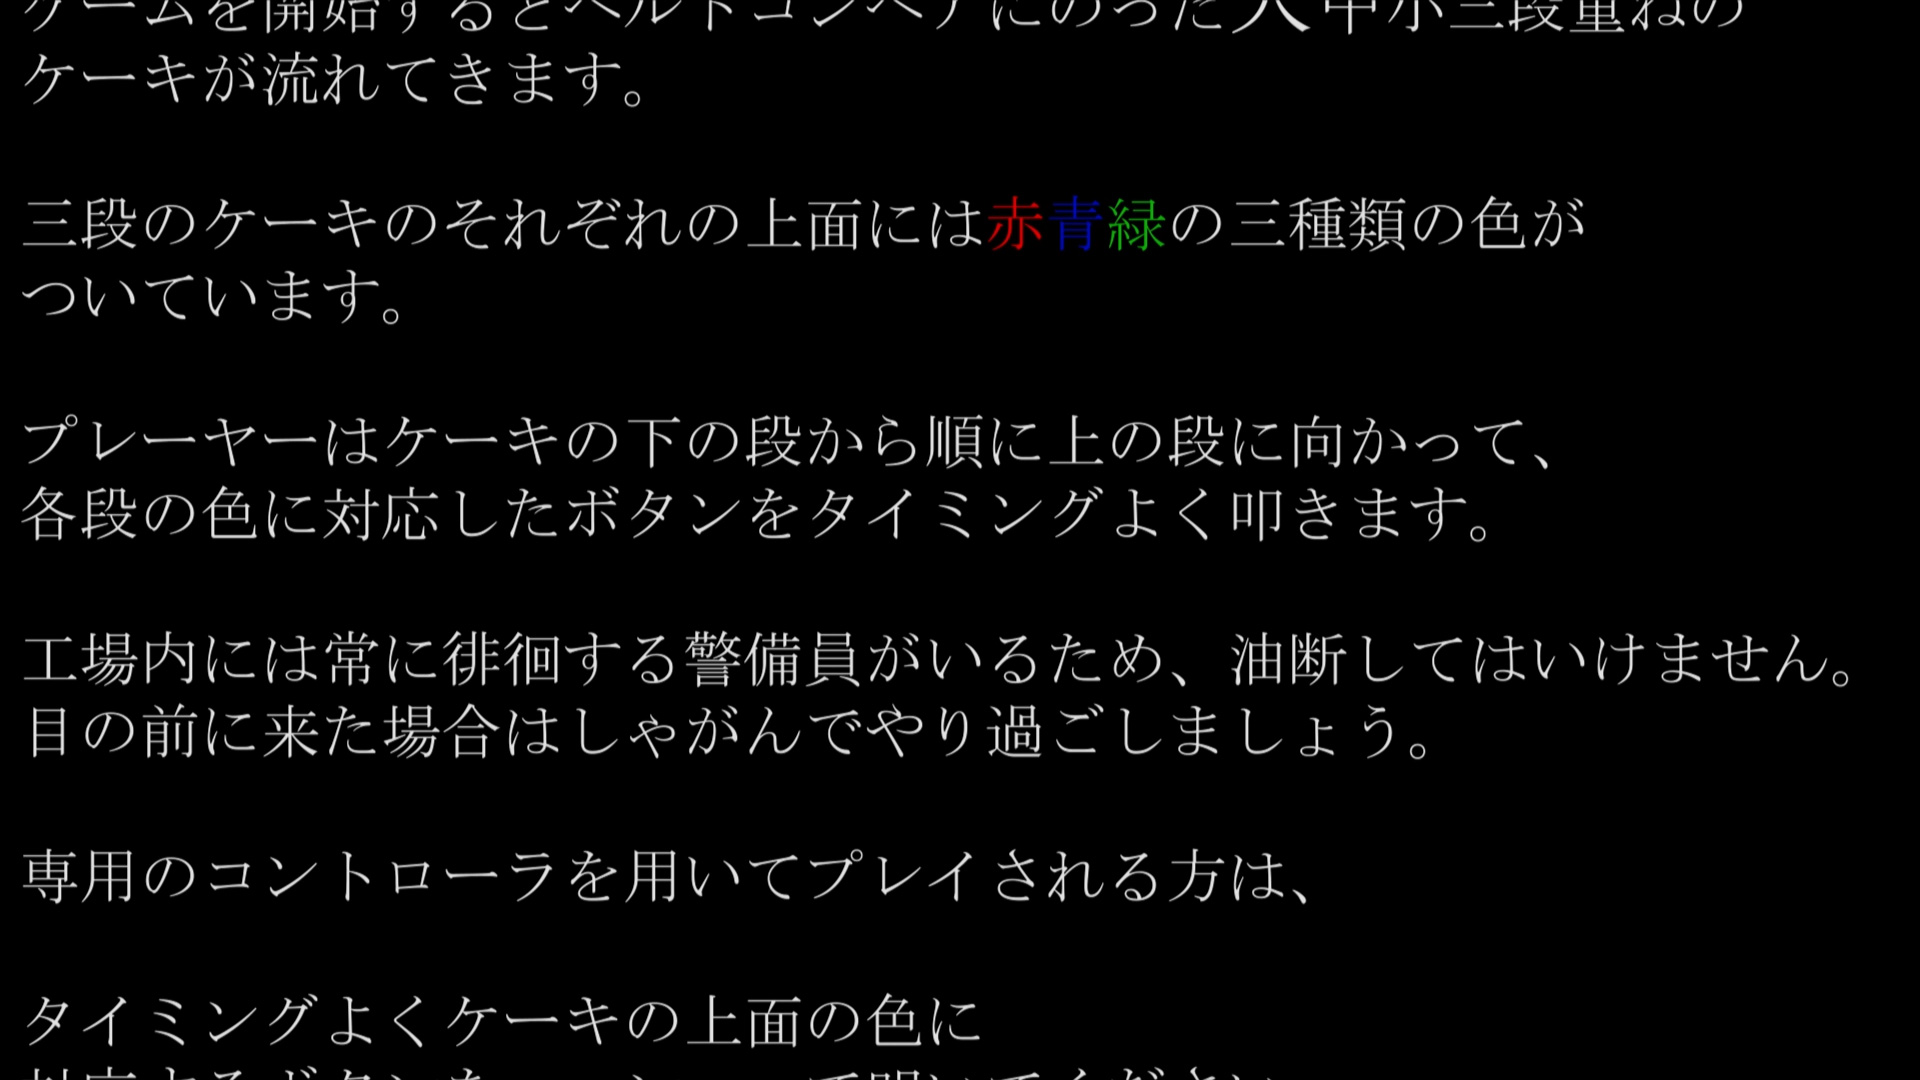 ゲームを開始するとベルトコンベアにのった大中小三段重ねの
ケーキが流れてきます。
三段のケーキのそれぞれの上面には赤青緑の三種類の色が
ついています。
プレーヤーはケーキの下の段から順に上の段に向かって、
各段の色に対応したボタンをタイミングよく叩きます。
工場内には常に徘徊する警備員がいるため、油断してはいけません。
目の前に来た場合はしゃがんでやり過ごしましょう。
専用のコントローラを用いてプレイされる方は、
タイミングよくケーキの上面の色に